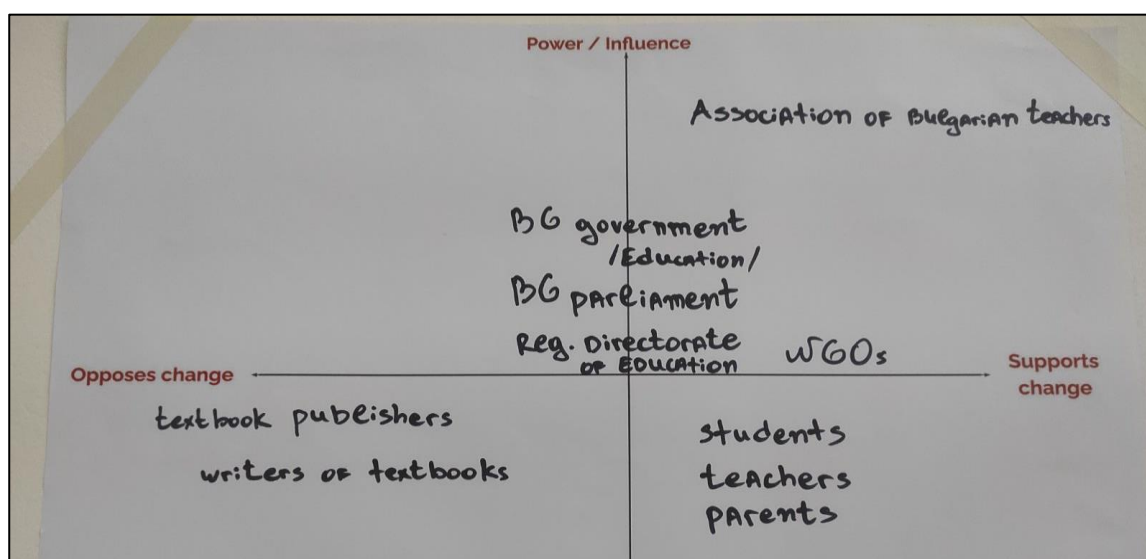 Power / Influence
Association of Bulgarian teachers
BG government
/Education/
BG parliament
Reg. Directorate
of Education
WGOs
Opposes change
Supports
change
textbook publishers
writers of textbooks
students
teachers
parents